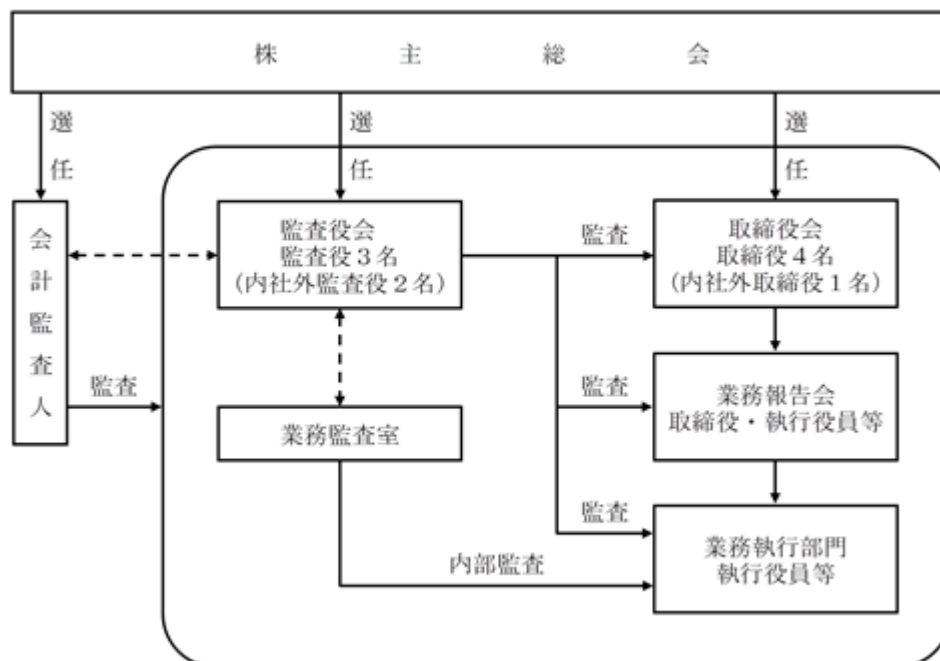 株主総会
選任
選任
選任
会計監査人
監査役会
監査役3名
(内社外監査役2名)
監査
取締役会
取締役4名
(内社外取締役1名)
監査
監査
業務報告会
取締役・執行役員等
業務監査室
監査
業務執行部門
執行役員等
内部監査